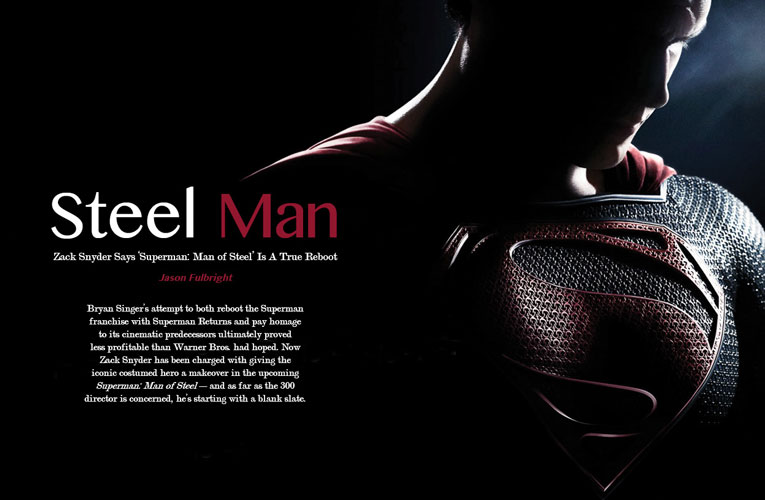 Steel Man
Zack Snyder Says 'Superman: Man of Steel' Is A True Reboot
Jason Fulbright
Bryan Singer's attempt to both reboot the Superman
franchise with Superman Returns and pay homage
to its cinematic predecessors ultimately proved
less profitable than Warner Bros. had hoped. Now
Zack Snyder has been charged with giving the
iconic costumed hero a makeover in the upcoming
Superman: Man of Steel — and as far as the 300
director is concerned, he's starting with a blank slate.